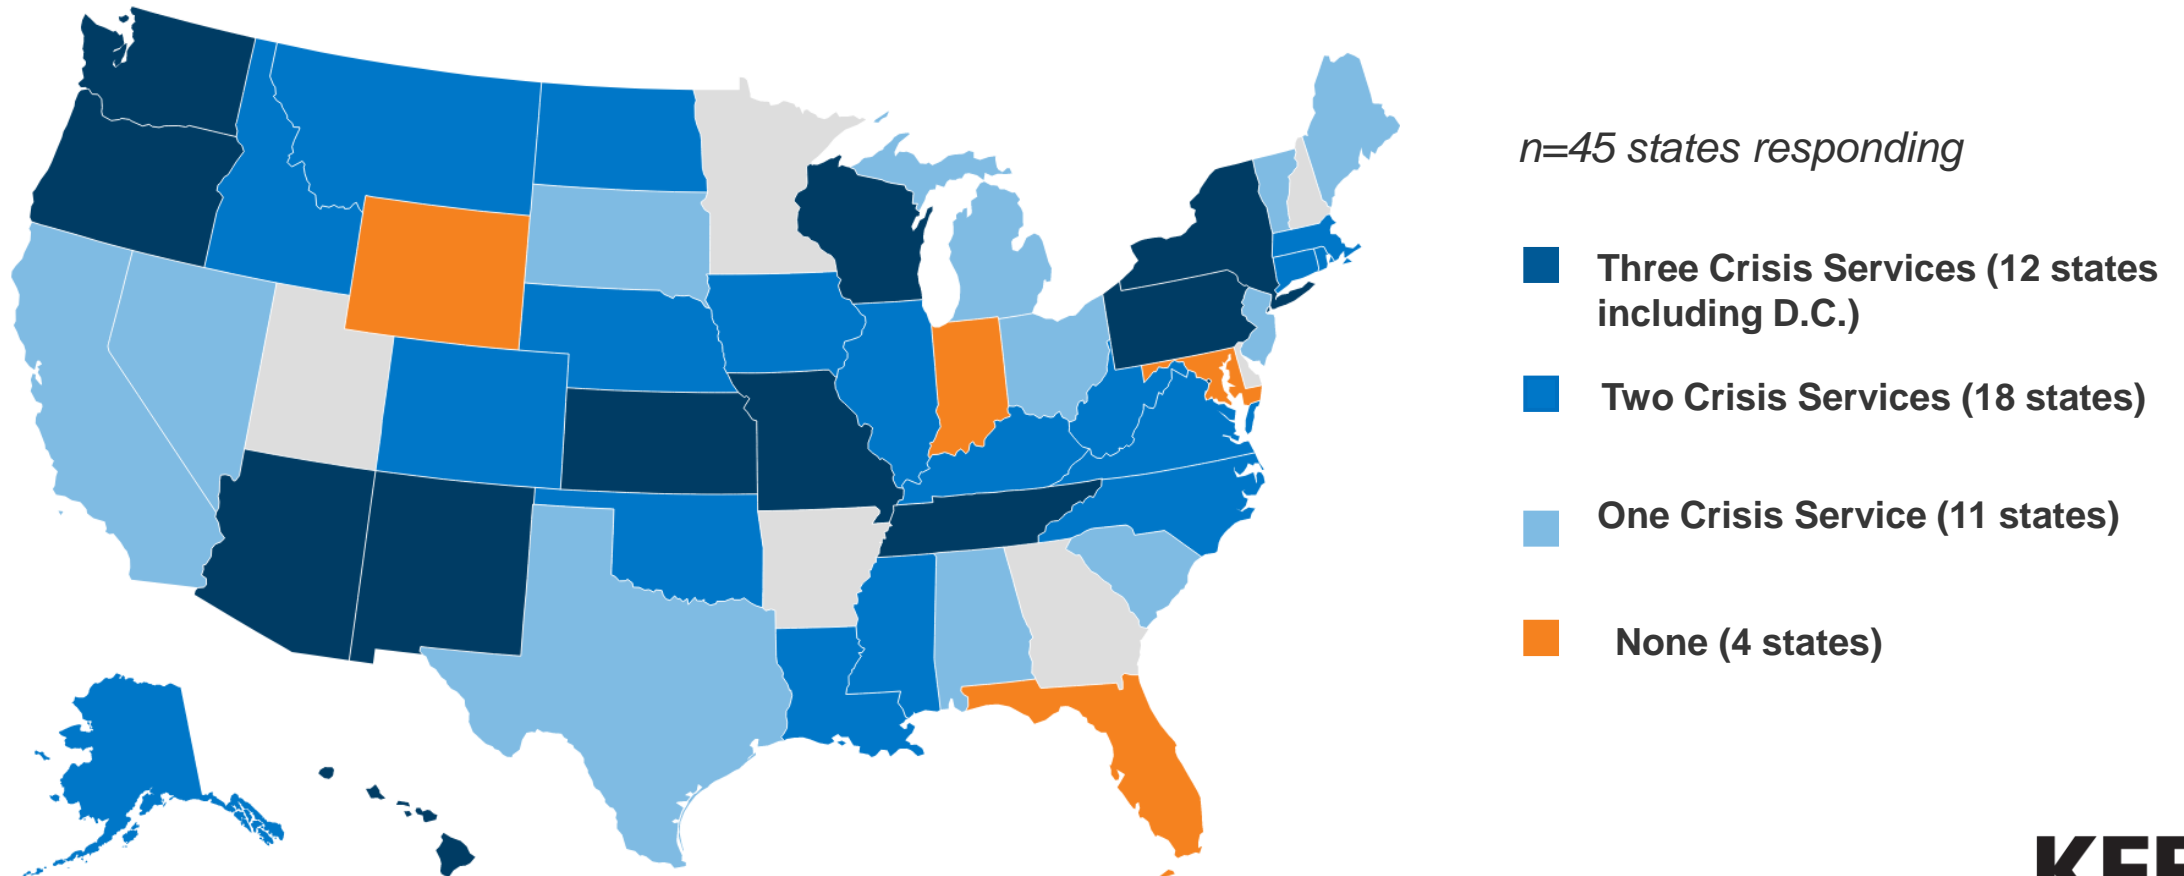 n=45 states responding
Three Crisis Services (12 states
including D.C.)
Two Crisis Services (18 states)
One Crisis Service (11 states)
None (4 states)
KFF